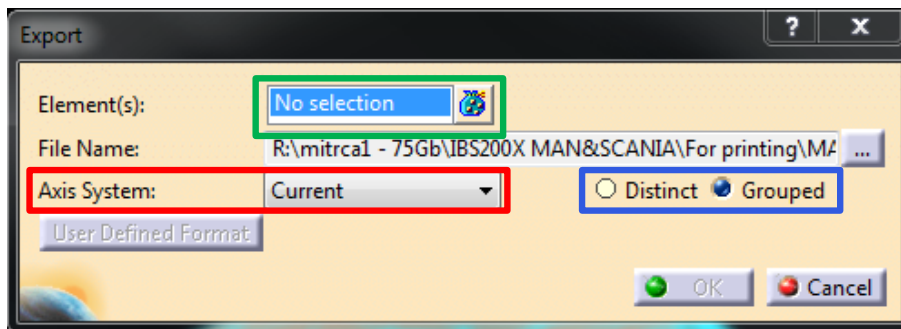 Export
? x
Element(s): No selection
File Name: R:\mitrca1 - 75Gb\IBS200X MAN&SCANIA\For printing\MA ...
Axis System: Current Distinct Grouped
User Defined Format
OK Cancel